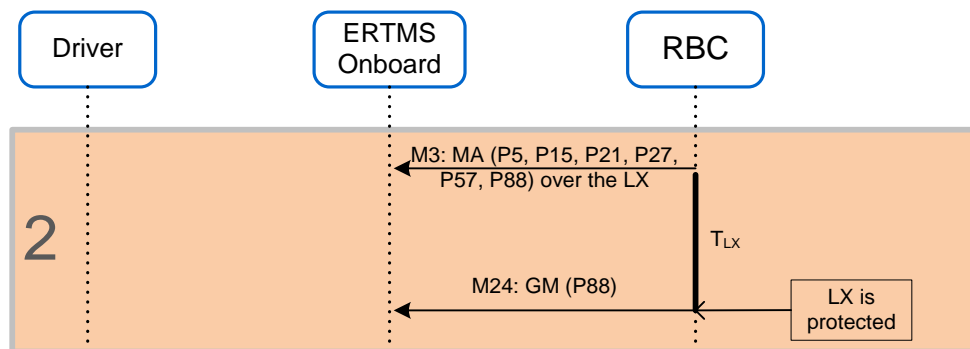 Driver
ERTMS
Onboard
RBC
M3: MA (P5, P15, P21, P27,
P57, P88) over the LX
2
TLX
M24: GM (P88)
LX is
protected